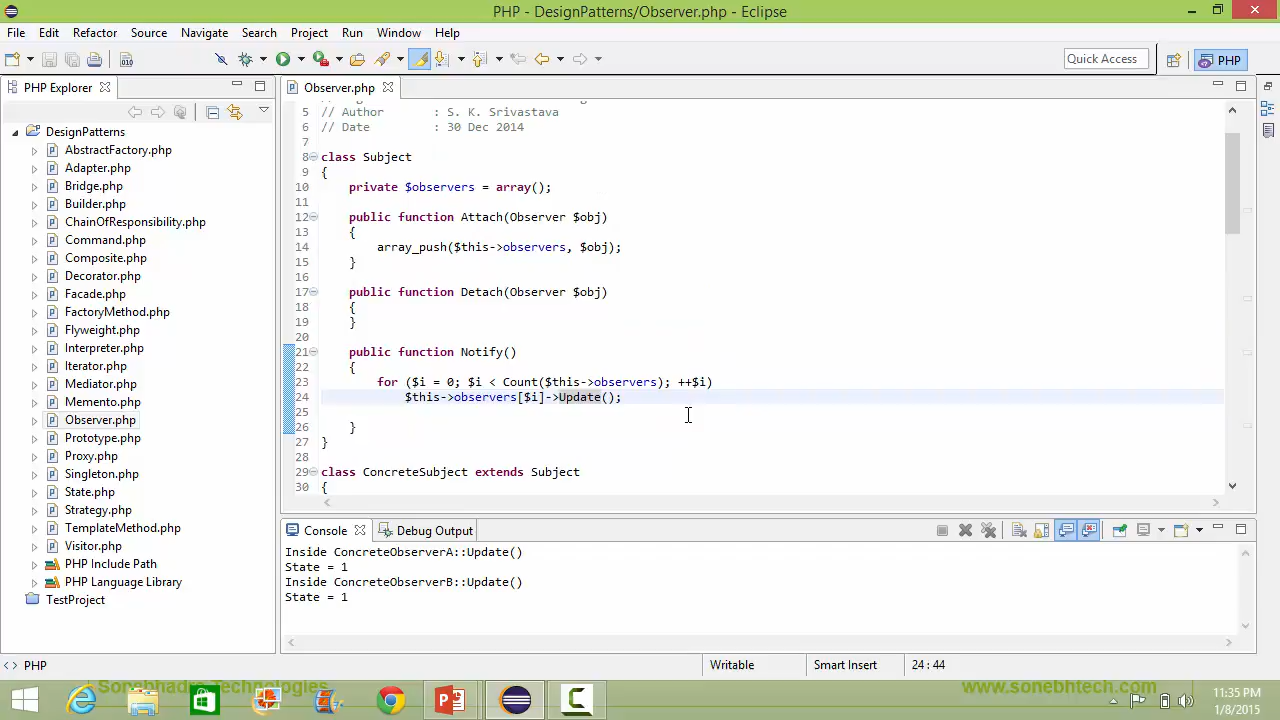 PHP - DesignPatterns/Observer.php - Eclipse
File Edit Refactor Source Navigate Search Project Run Window Help
Quick Access
PHP
PHP Explorer
Observer.php
DesignPatterns
AbstractFactory.php
Adapter.php
Bridge.php
Builder.php
ChainOfResponsibility.php
Command.php
Composite.php
Decorator.php
Facade.php
FactoryMethod.php
Flyweight.php
Interpreter.php
Iterator.php
Mediator.php
Memento.php
Observer.php
Prototype.php
Proxy.php
Singleton.php
State.php
Strategy.php
TemplateMethod.php
Visitor.php
PHP Include Path
PHP Language Library
TestProject
5 // Author : S. K. Srivastava
6 // Date : 30 Dec 2014
7
8 class Subject
9 {
10 private $observers = array();
11
12 public function Attach(Observer $obj)
13 {
14 array_push($this->observers, $obj);
15 }
16
17 public function Detach(Observer $obj)
18 {
19 }
20
21 public function Notify()
22 {
23 for ($i = 0; $i < Count($this->observers); ++$i)
24 $this->observers[$i]->Update();
25
26 }
27 }
28
29 class ConcreteSubject extends Subject
30 {
Console Debug Output
Inside ConcreteObserverA::Update()
State = 1
Inside ConcreteObserverB::Update()
State = 1
PHP Writable Smart Insert 24 : 44
Sonebhadra Technologies
www.sonebhtech.com
11:35 PM
1/8/2015